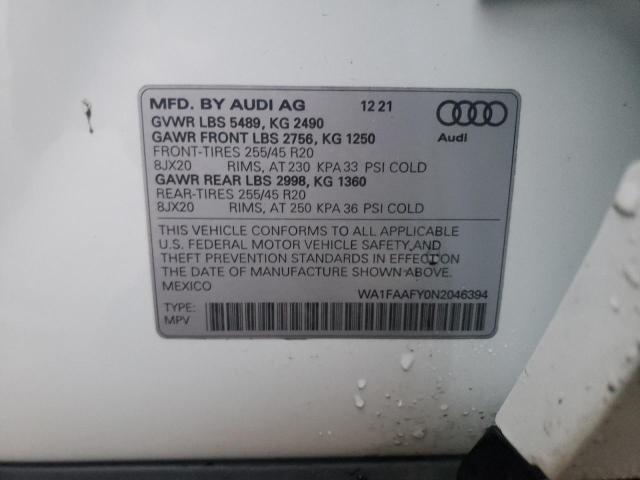 MFD. BY AUDI AG 12 21
GVWR LBS 5489, KG 2490
GAWR FRONT LBS 2756, KG 1250
FRONT-TIRES 255/45 R20
8JX20 RIMS, AT 230 KPA 33 PSI COLD
GAWR REAR LBS 2998, KG 1360
REAR-TIRES 255/45 R20
8JX20 RIMS, AT 250 KPA 36 PSI COLD
Audi
THIS VEHICLE CONFORMS TO ALL APPLICABLE
U.S. FEDERAL MOTOR VEHICLE SAFETY AND
THEFT PREVENTION STANDARDS IN EFFECT ON
THE DATE OF MANUFACTURE SHOWN ABOVE.
MEXICO WA1FAAFY0N2046394
TYPE:
MPV